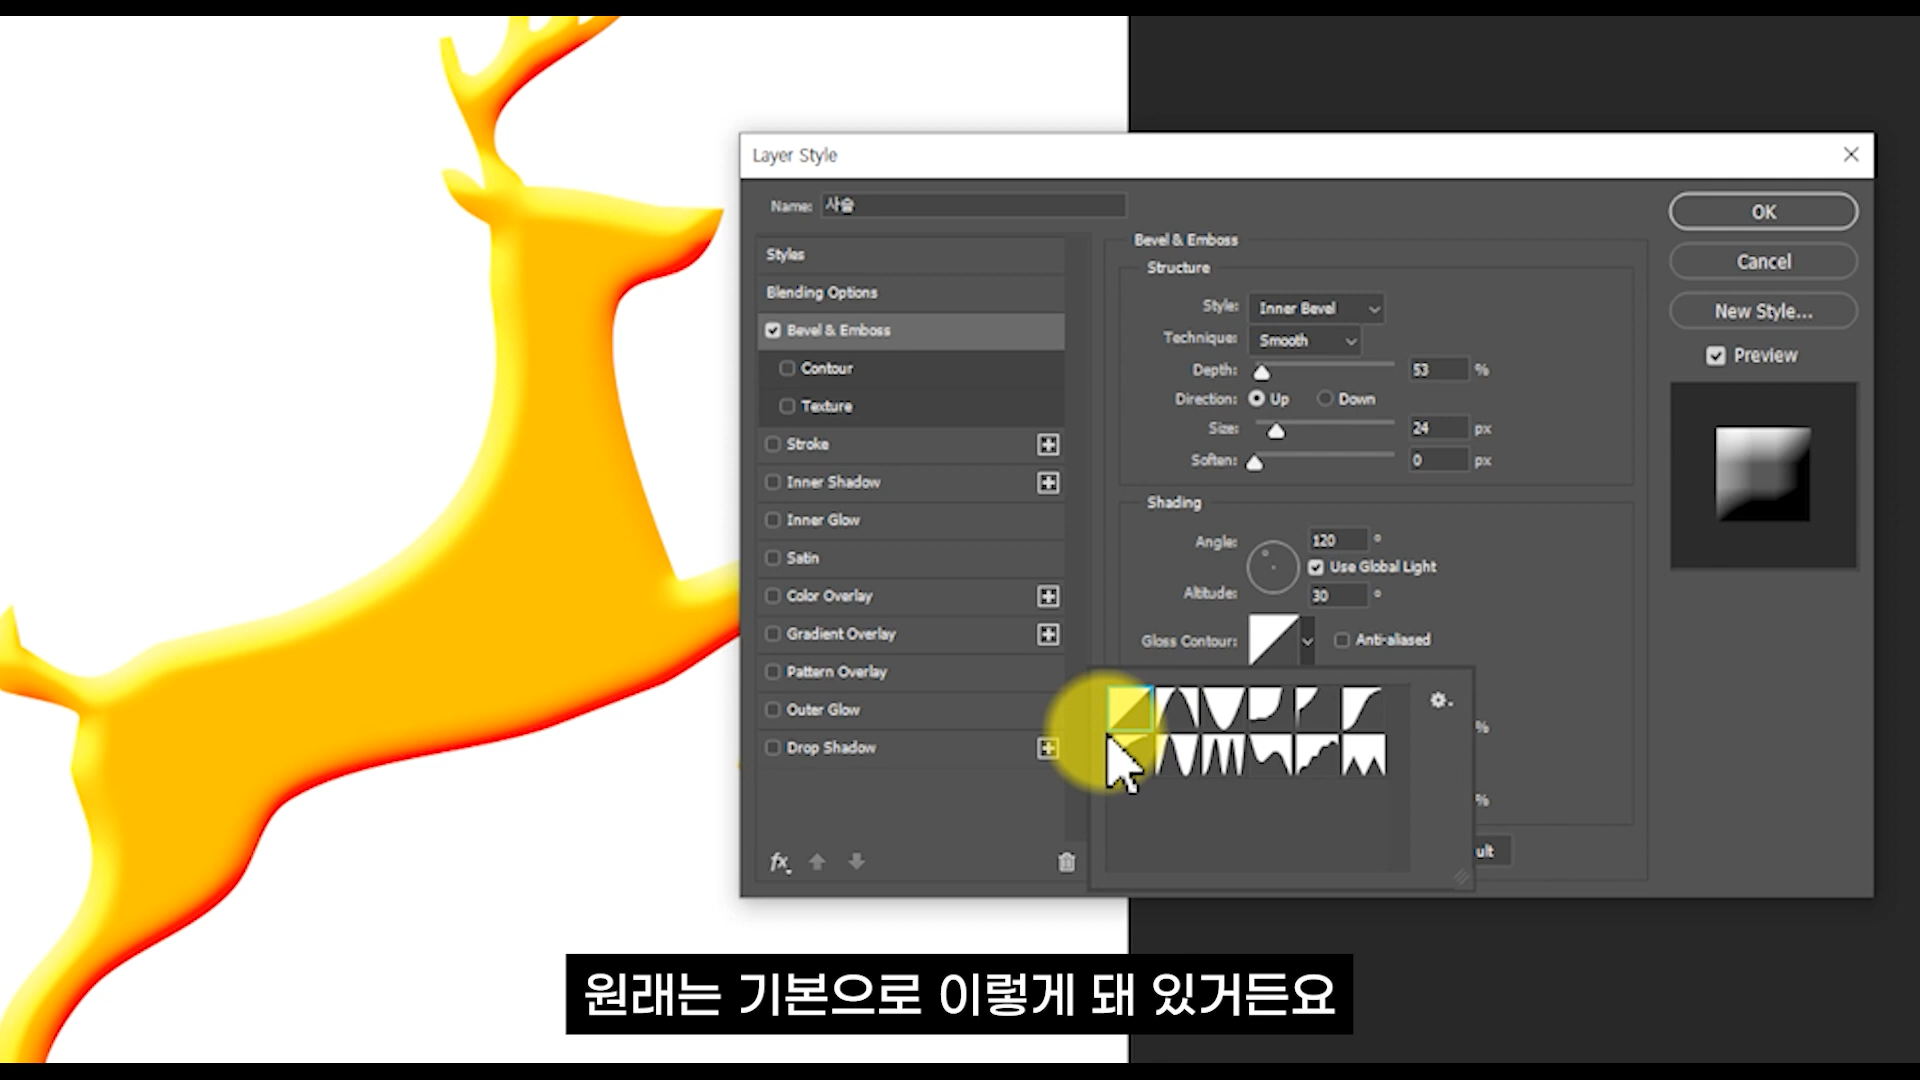 Layer Style
Name: 사슴
Styles
Blending Options
Bevel & Emboss
Contour
Texture
Stroke
Inner Shadow
Inner Glow
Satin
Color Overlay
Gradient Overlay
Pattern Overlay
Outer Glow
Drop Shadow
fx
Bevel & Emboss
Structure
Style: Inner Bevel
Technique: Smooth
Depth: 53 %
Direction: Up Down
Size: 24 px
Soften: 0 px
Shading
Angle: 120 °
Use Global Light
Altitude: 30 °
Gloss Contour: Anti-aliased
%
%
ult
OK
Cancel
New Style...
Preview
원래는 기본으로 이렇게 돼 있거든요